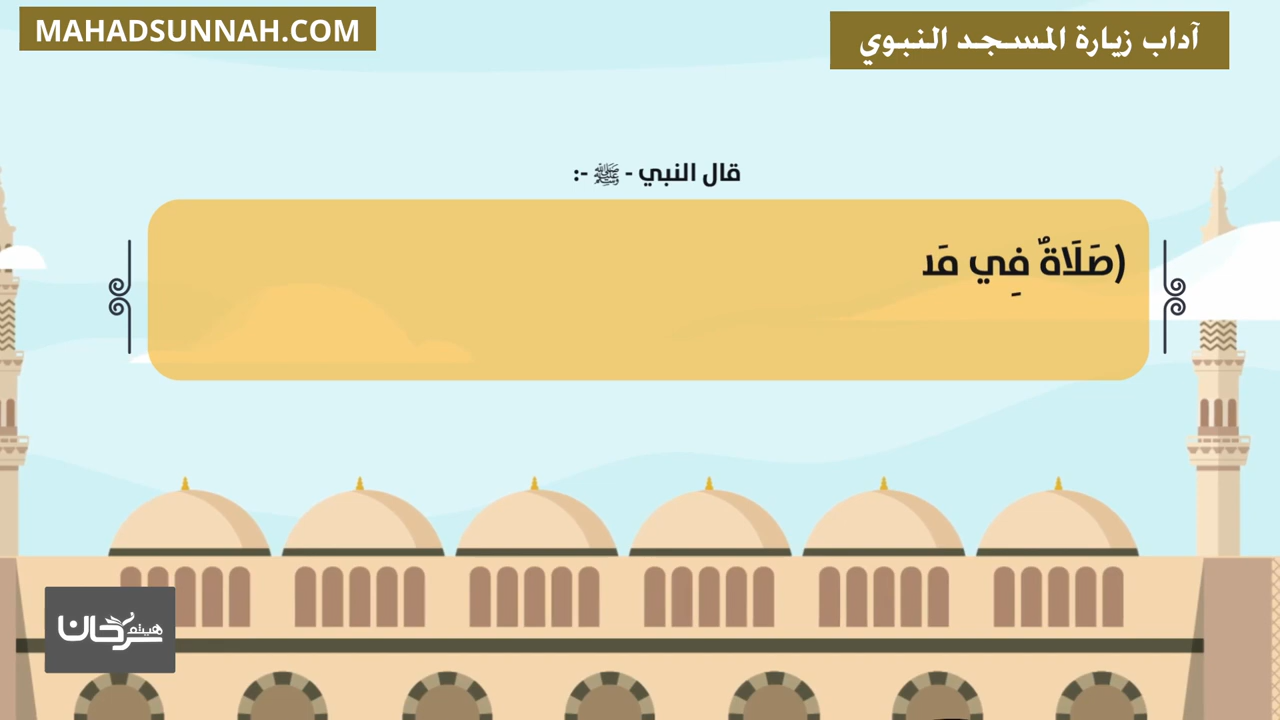 MAHADSUNNAH.COM
آداب زيارة المسجد النبوي
قال النبي - ﷺ -:
(صَلَاةٌ فِي مَ
هيثم
سرحان